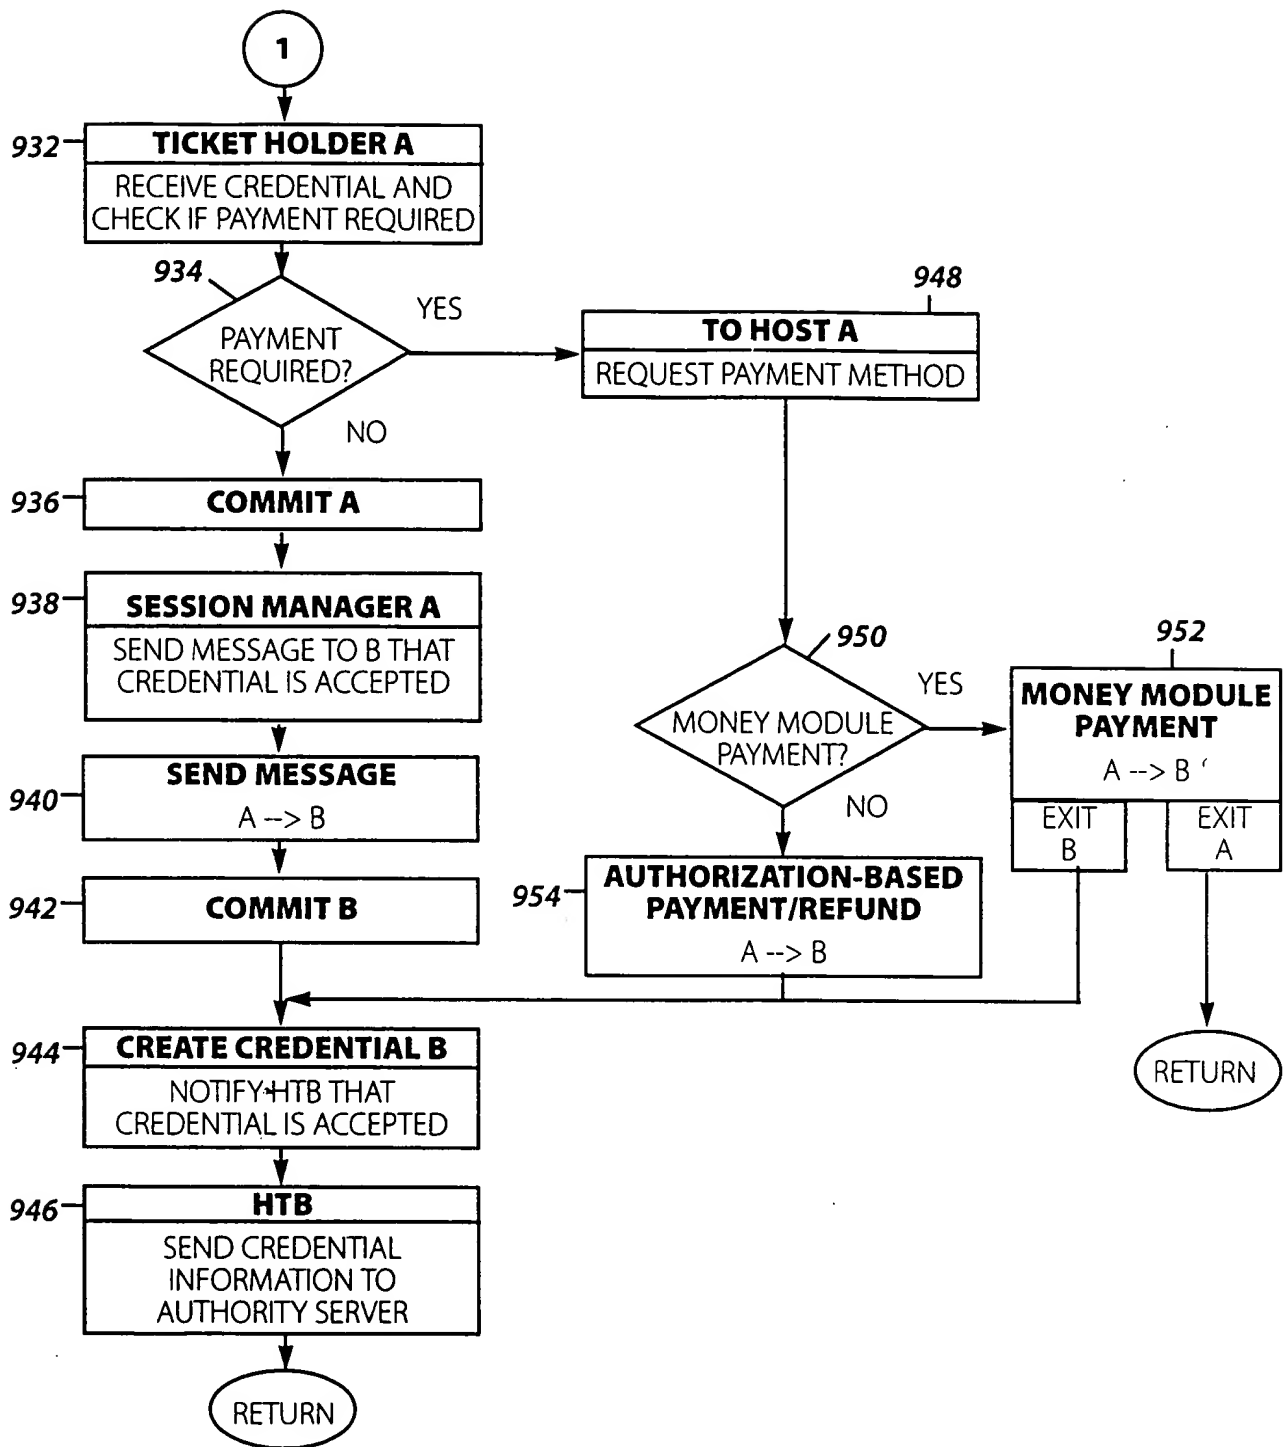 1
932
TICKET HOLDER A
RECEIVE CREDENTIAL AND
CHECK IF PAYMENT REQUIRED
934
PAYMENT
REQUIRED?
YES
NO
948
TO HOST A
REQUEST PAYMENT METHOD
936
COMMIT A
938
SESSION MANAGER A
SEND MESSAGE TO B THAT
CREDENTIAL IS ACCEPTED
940
SEND MESSAGE
A --> B
942
COMMIT B
950
MONEY MODULE
PAYMENT?
YES
NO
952
MONEY MODULE
PAYMENT
A --> B
EXIT
B
EXIT
A
RETURN
954
AUTHORIZATION-BASED
PAYMENT/REFUND
A --> B
944
CREATE CREDENTIAL B
NOTIFY HTB THAT
CREDENTIAL IS ACCEPTED
946
HTB
SEND CREDENTIAL
INFORMATION TO
AUTHORITY SERVER
RETURN